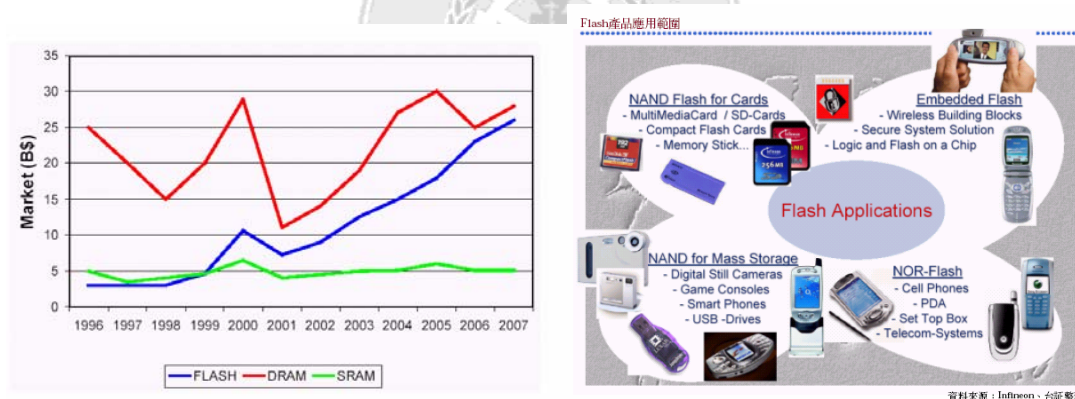 35
30
25
20
15
10
5
0
Market (B$)
1996 1997 1998 1999 2000 2001 2002 2003 2004 2005 2006 2007
FLASH DRAM SRAM
Flash產品應用範圍
NAND Flash for Cards
- MultiMediaCard / SD-Cards
- Compact Flash Cards
- Memory Stick...
Embedded Flash
- Wireless Building Blocks
- Secure System Solution
- Logic and Flash on a Chip
Flash Applications
NAND for Mass Storage
- Digital Still Cameras
- Game Consoles
- Smart Phones
- USB -Drives
NOR-Flash
- Cell Phones
- PDA
- Set Top Box
- Telecom-Systems
資料來源：Infineon、台証整